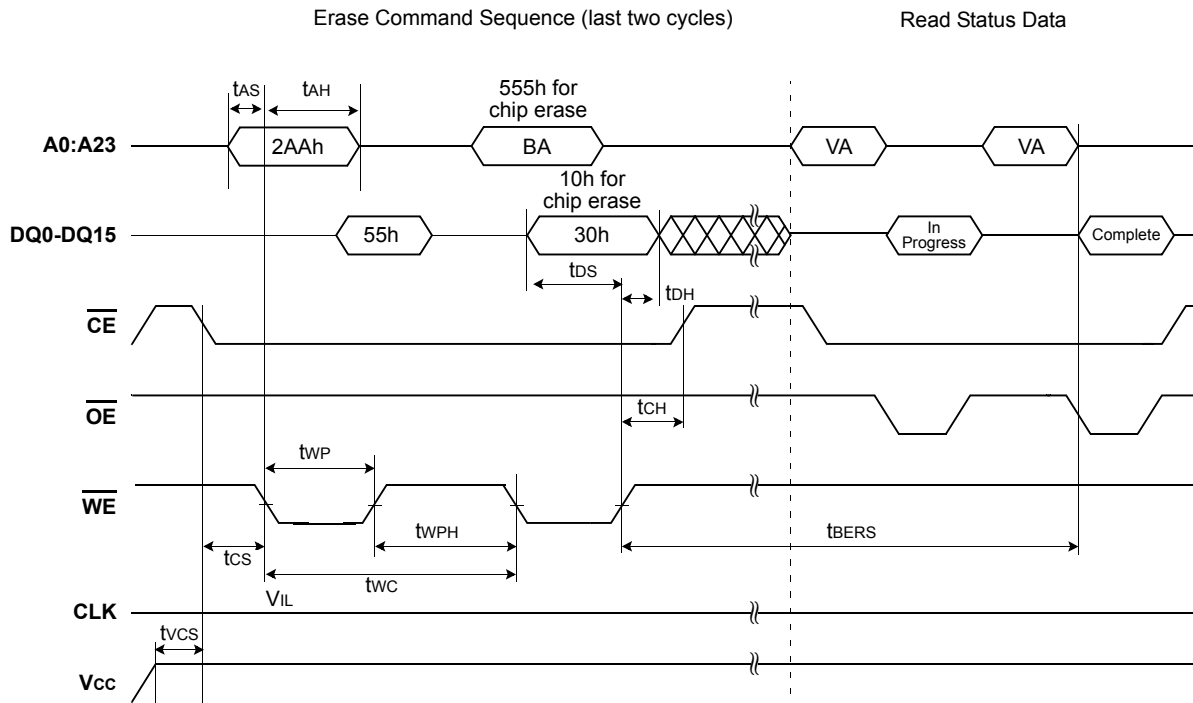 Erase Command Sequence (last two cycles)
Read Status Data
tAS
tAH
555h for
chip erase
A0:A23
2AAh
BA
VA
VA
10h for
chip erase
DQ0-DQ15
55h
30h
In
Progress
Complete
tDS
tDH
CE
OE
tCH
tWP
WE
tWPH
tBERS
tCS
tWC
VIL
CLK
tVCS
VCC